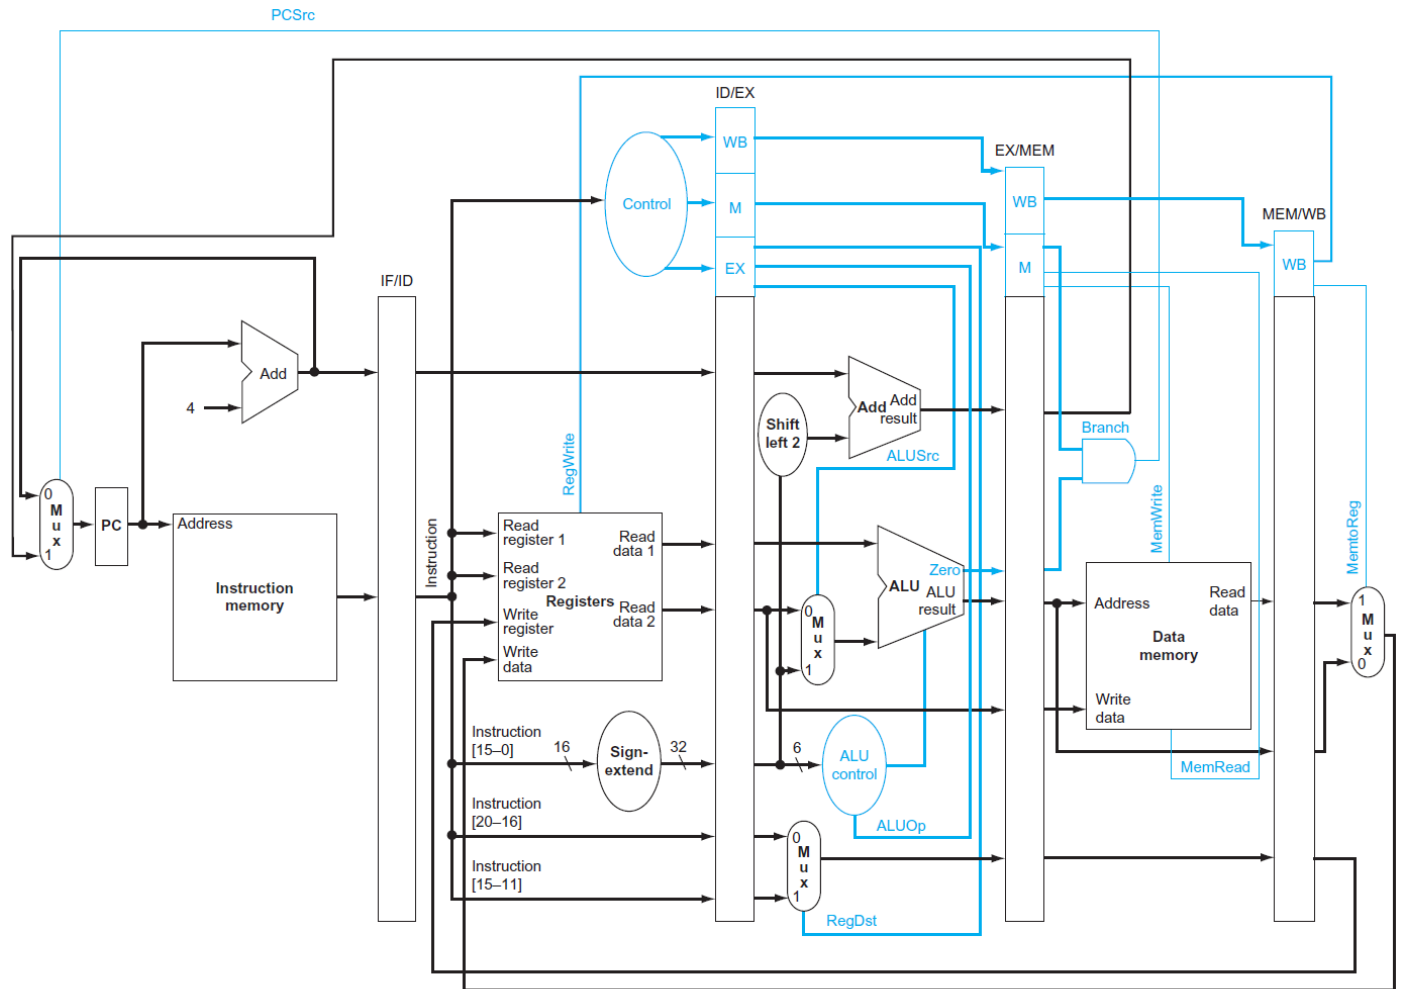 PCSrc
ID/EX
WB
EX/MEM
Control
M
WB
MEM/WB
EX
M
WB
IF/ID
Add
4
Shift
left 2
Add
Add
result
Branch
ALUSrc
RegWrite
MemWrite
MemtoReg
0
M
u
x
1
PC
Address
Instruction
memory
Instruction
Read
register 1
Read
data 1
Read
register 2
Registers
Read
data 2
Write
register
Write
data
0
M
u
x
1
Zero
ALU
ALU
result
Address
Read
data
Data
memory
Write
data
1
M
u
x
0
Instruction
[15–0]
16
Sign-
extend
32
6
ALU
control
MemRead
Instruction
[20–16]
ALUOp
0
M
u
x
1
Instruction
[15–11]
RegDst